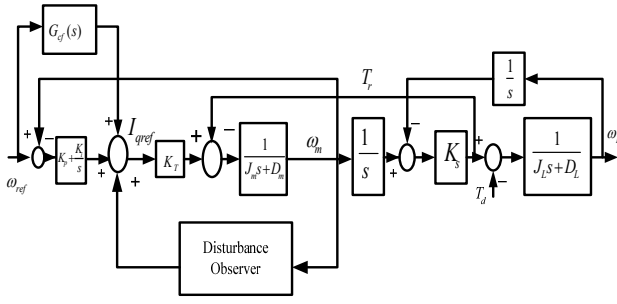 G_cf(s)
1/s
T_r
ω_ref
I_qref
K_p + K_i/s
K_T
1/(J_m s+D_m)
ω_m
1/s
K_s
T_d
1/(J_L s+D_L)
Disturbance
Observer